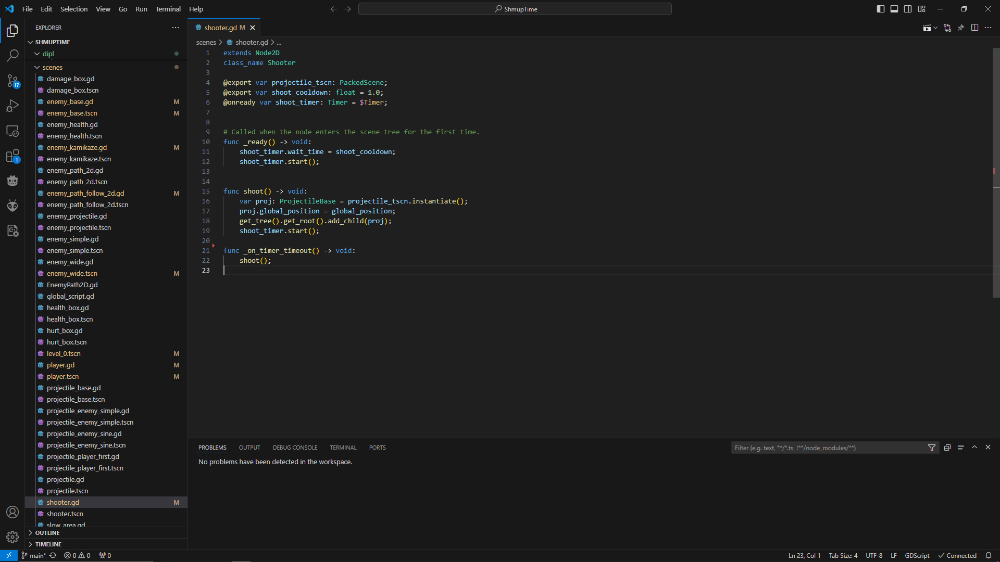 File Edit Selection View Go Run Terminal Help
ShmupTime
EXPLORER
SHMUPTIME
dipl
scenes
damage_box.gd
damage_box.tscn
enemy_base.gd M
enemy_base.tscn M
enemy_health.gd
enemy_health.tscn
enemy_kamikaze.gd M
enemy_kamikaze.tscn
enemy_path_2d.gd
enemy_path_2d.tscn
enemy_path_follow_2d.gd M
enemy_path_follow_2d.tscn
enemy_projectile.gd
enemy_projectile.tscn
enemy_simple.gd
enemy_simple.tscn
enemy_wide.gd
enemy_wide.tscn M
EnemyPath2D.gd
global_script.gd
health_box.gd
health_box.tscn
hurt_box.gd
hurt_box.tscn
level_0.tscn M
player.gd M
player.tscn M
projectile_base.gd
projectile_base.tscn
projectile_enemy_simple.gd
projectile_enemy_simple.tscn
projectile_enemy_sine.gd
projectile_enemy_sine.tscn
projectile_player_first.gd
projectile_player_first.tscn
projectile.gd
projectile.tscn
shooter.gd M
shooter.tscn
slow_area.gd
OUTLINE
TIMELINE
17
1
shooter.gd M
scenes > shooter.gd > ...
1 extends Node2D
2 class_name Shooter
3
4 @export var projectile_tscn: PackedScene;
5 @export var shoot_cooldown: float = 1.0;
6 @onready var shoot_timer: Timer = $Timer;
7
8
9 # Called when the node enters the scene tree for the first time.
10 func _ready() -> void:
11 shoot_timer.wait_time = shoot_cooldown;
12 shoot_timer.start();
13
14
15 func shoot() -> void:
16 var proj: ProjectileBase = projectile_tscn.instantiate();
17 proj.global_position = global_position;
18 get_tree().get_root().add_child(proj);
19 shoot_timer.start();
20
21 func _on_timer_timeout() -> void:
22 shoot();
23
PROBLEMS OUTPUT DEBUG CONSOLE TERMINAL PORTS
Filter (e.g. text, **/*.ts, !**/node_modules/**)
No problems have been detected in the workspace.
main* 0 0 0
Ln 23, Col 1 Tab Size: 4 UTF-8 LF GDScript Connected